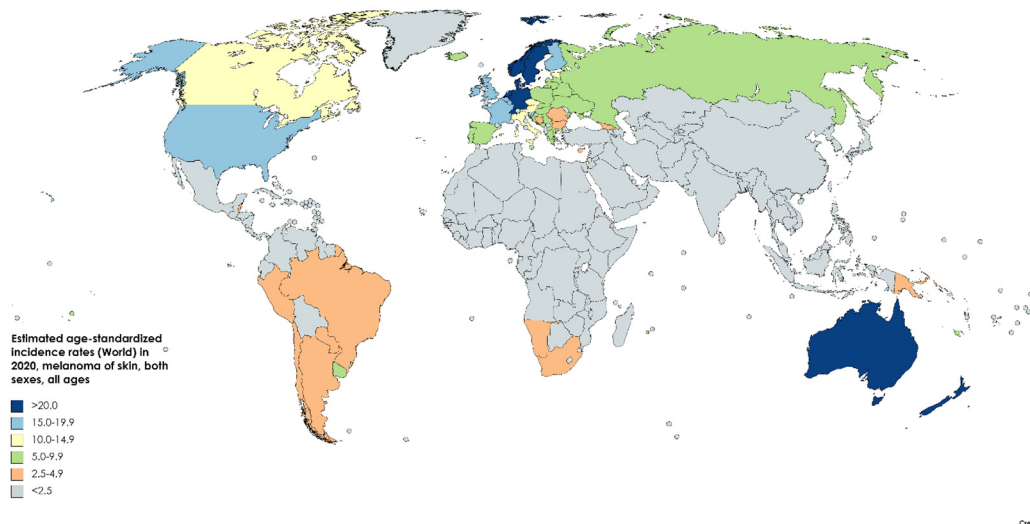 Estimated age-standardized
incidence rates (World) in
2020, melanoma of skin, both
sexes, all ages
>20.0
15.0-19.9
10.0-14.9
5.0-9.9
2.5-4.9
<2.5